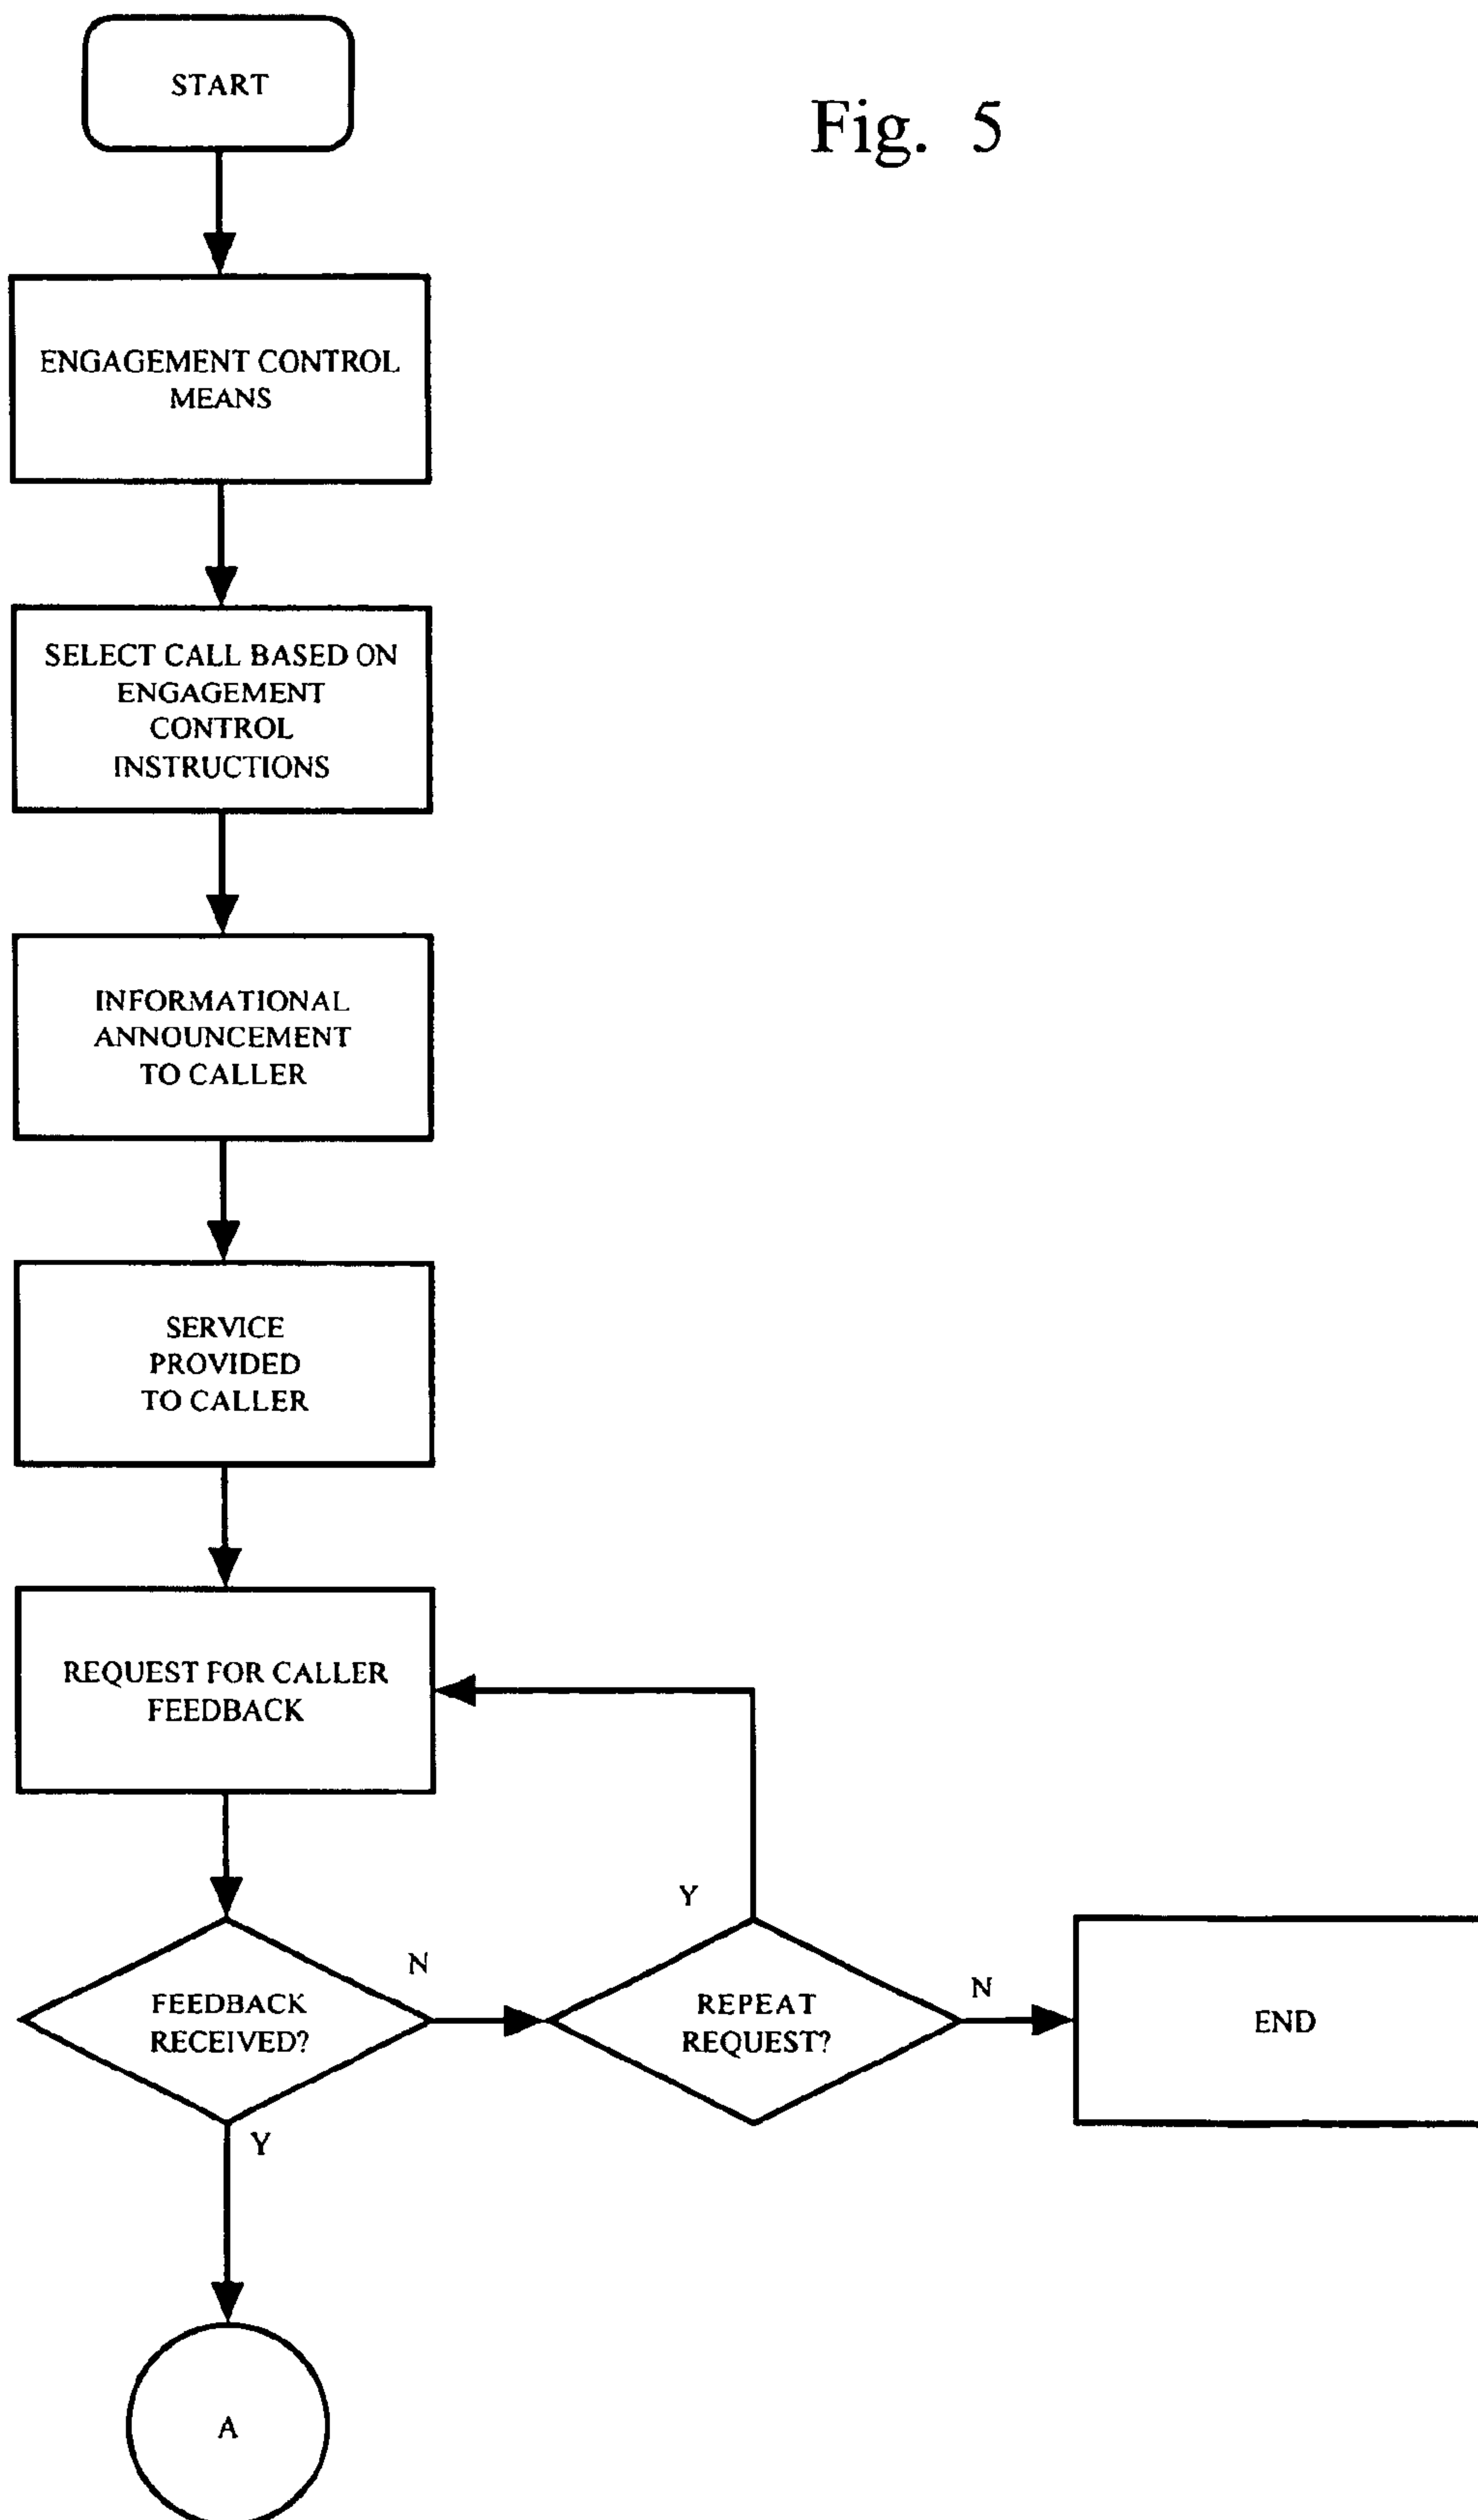 START
Fig. 5
ENGAGEMENT CONTROL
MEANS
SELECT CALL BASED ON
ENGAGEMENT
CONTROL
INSTRUCTIONS
INFORMATIONAL
ANNOUNCEMENT
TO CALLER
SERVICE
PROVIDED
TO CALLER
REQUEST FOR CALLER
FEEDBACK
Y
N
FEEDBACK
RECEIVED?
REPEAT
REQUEST?
N
END
Y
A